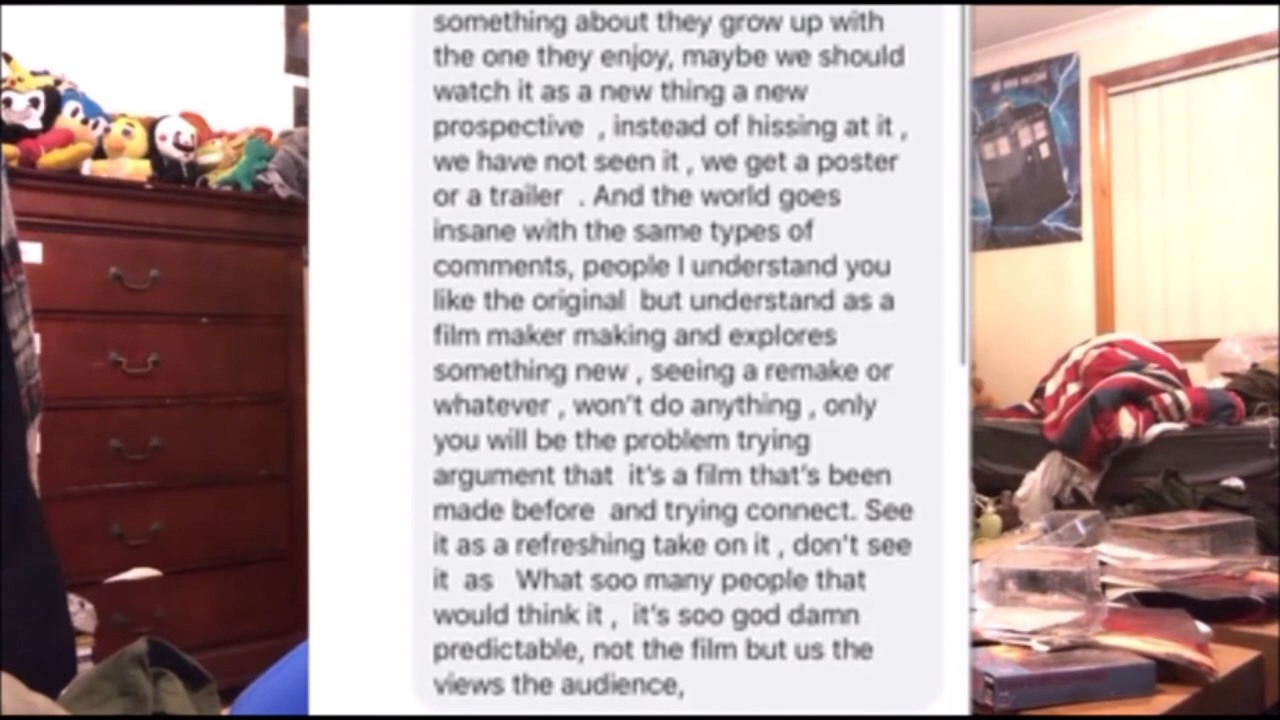 something about they grow up with
the one they enjoy, maybe we should
watch it as a new thing a new
prospective , instead of hissing at it ,
we have not seen it , we get a poster
or a trailer . And the world goes
insane with the same types of
comments, people I understand you
like the original but understand as a
film maker making and explores
something new , seeing a remake or
whatever , won't do anything , only
you will be the problem trying
argument that it's a film that's been
made before and trying connect. See
it as a refreshing take on it , don't see
it as What soo many people that
would think it , it's soo god damn
predictable, not the film but us the
views the audience,